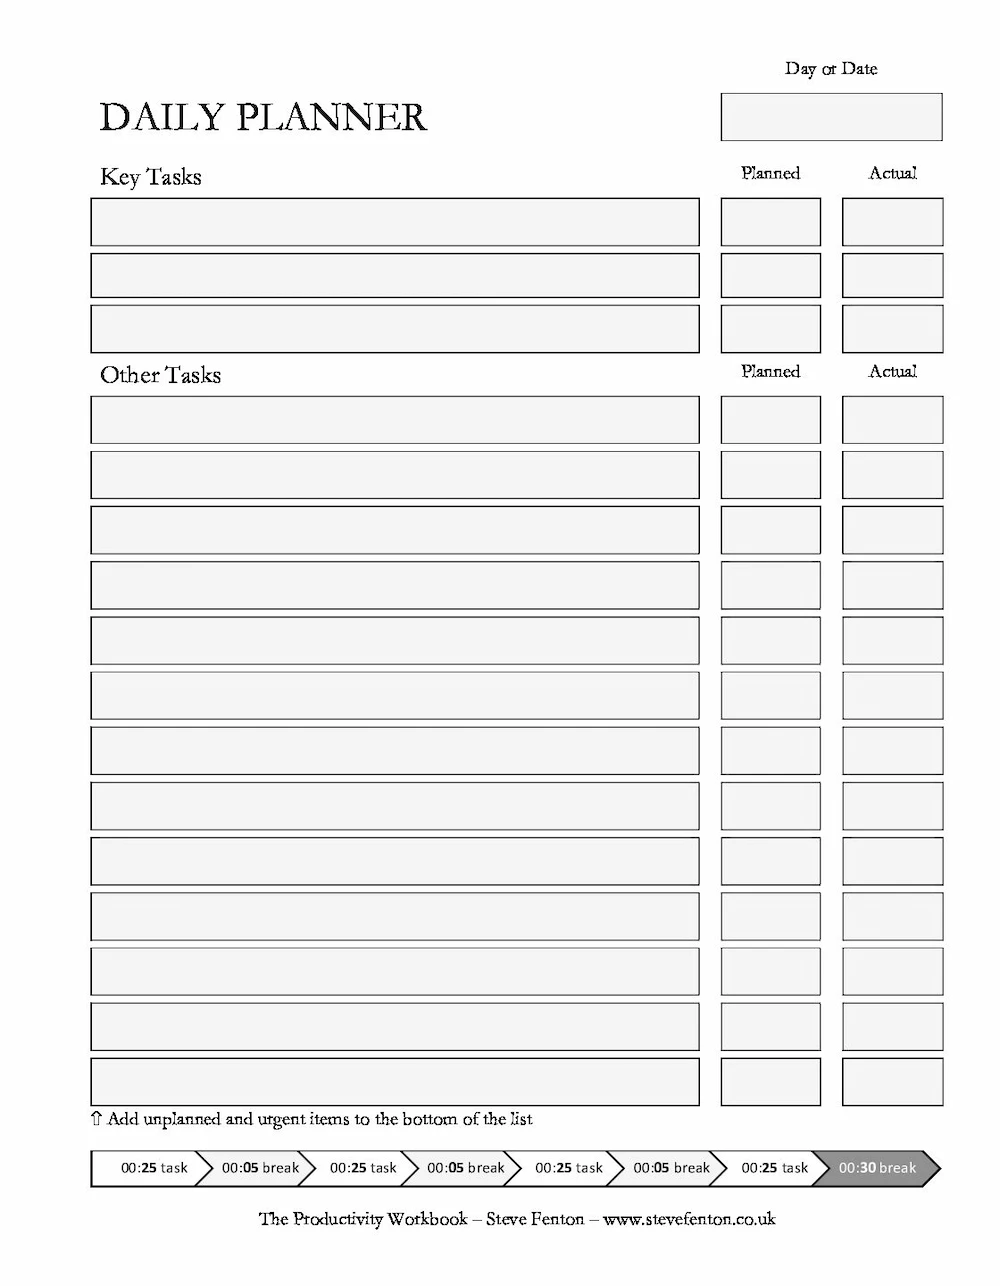 Day or Date
DAILY PLANNER
Key Tasks Planned Actual
Other Tasks Planned Actual
⇧ Add unplanned and urgent items to the bottom of the list
00:25 task 00:05 break 00:25 task 00:05 break 00:25 task 00:05 break 00:25 task 00:30 break
The Productivity Workbook – Steve Fenton – www.stevefenton.co.uk